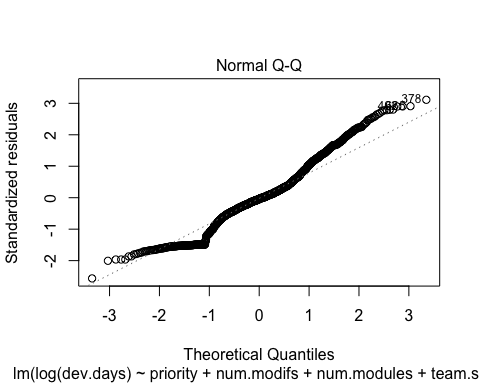 Normal Q-Q
378
Standardized residuals
3
2
1
0
-1
-2
-3 -2 -1 0 1 2 3
Theoretical Quantiles
lm(log(dev.days) ~ priority + num.modifs + num.modules + team.s